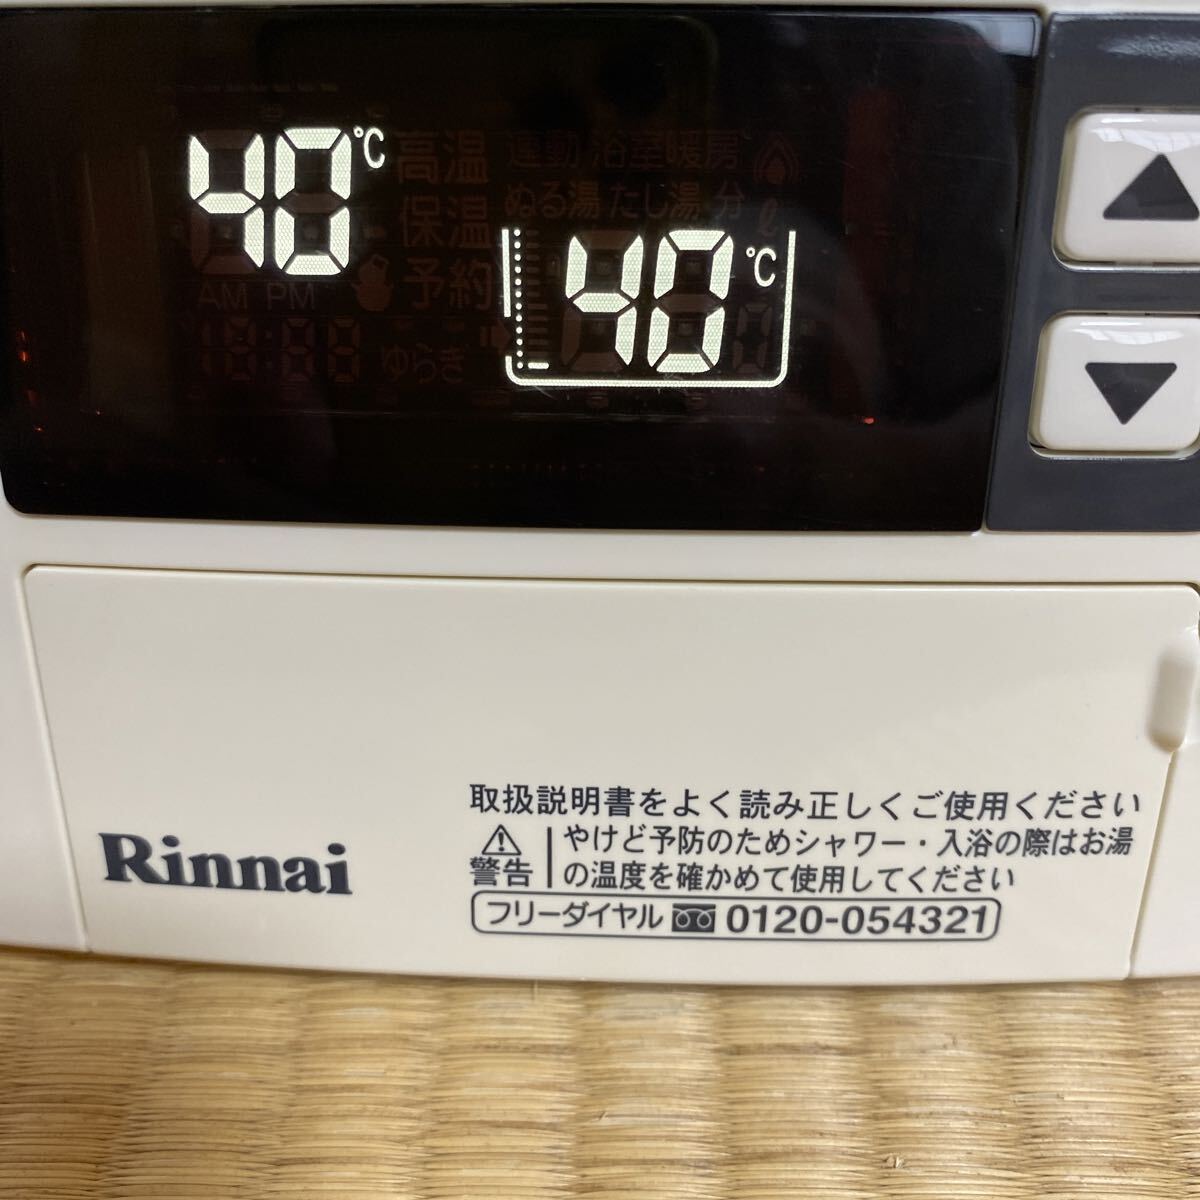 40℃ 高温 運動 浴室暖房
保温 ぬる湯 たし湯 分
40℃
AM PM 予約
ゆらぎ
取扱説明書をよく読み正しくご使用ください
警告 やけど予防のためシャワー・入浴の際はお湯
の温度を確かめて使用してください
Rinnai
フリーダイヤル 0120-054321